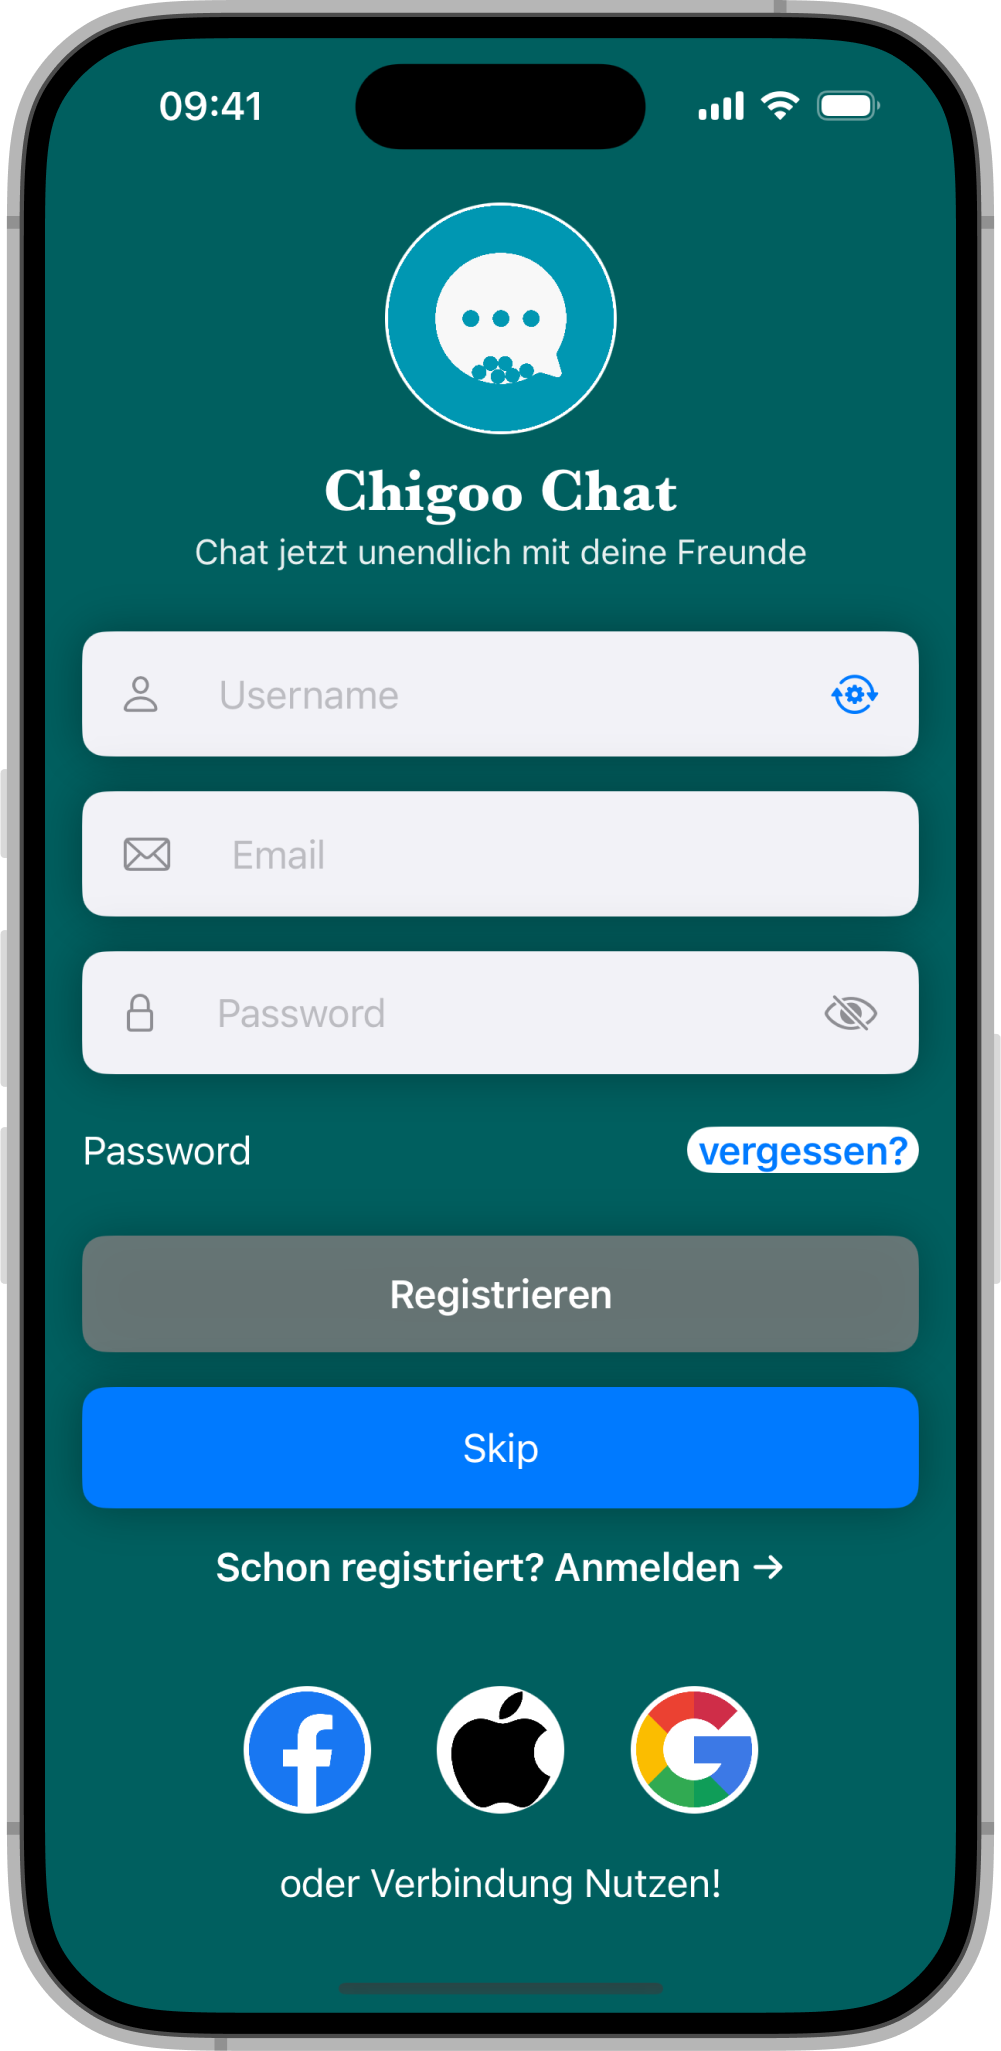 09:41
Chigoo Chat
Chat jetzt unendlich mit deine Freunde
Username
Email
Password
Password vergessen?
Registrieren
Skip
Schon registriert? Anmelden →
oder Verbindung Nutzen!